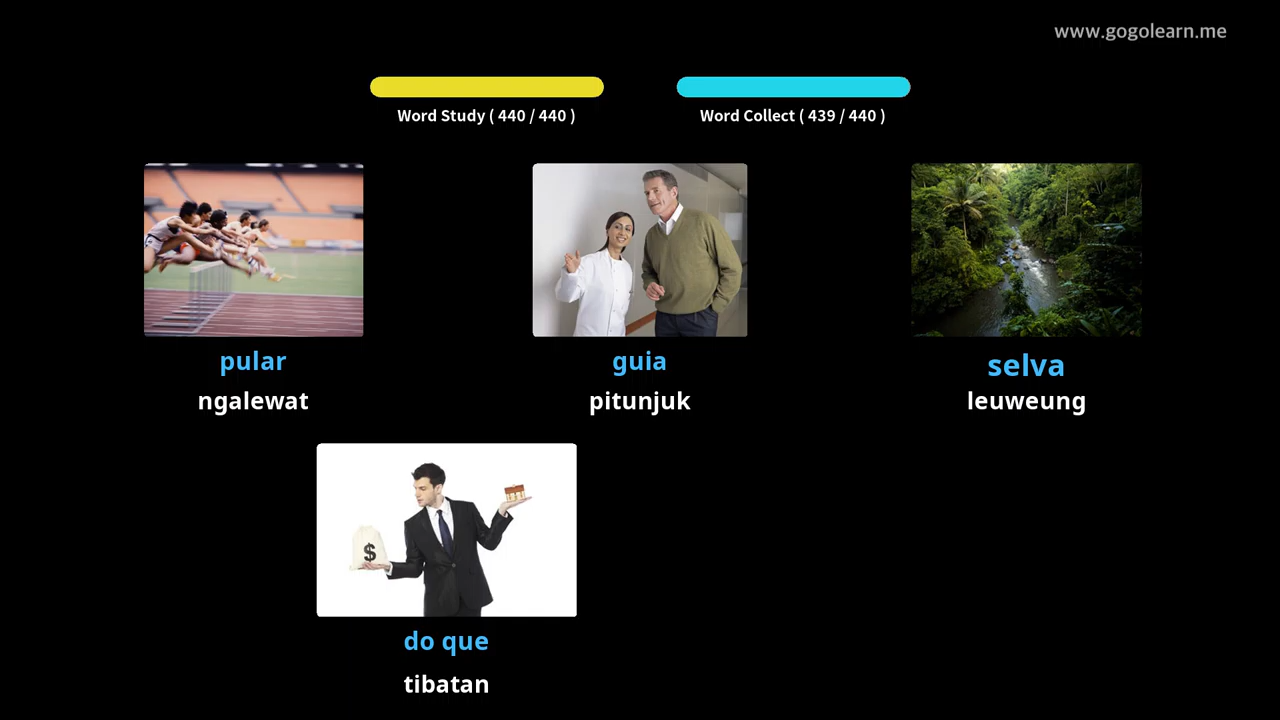 www.gogolearn.me
Word Study ( 440 / 440 )
Word Collect ( 439 / 440 )
pular
guia
selva
ngalewat
pitunjuk
leuweung
$
do que
tibatan